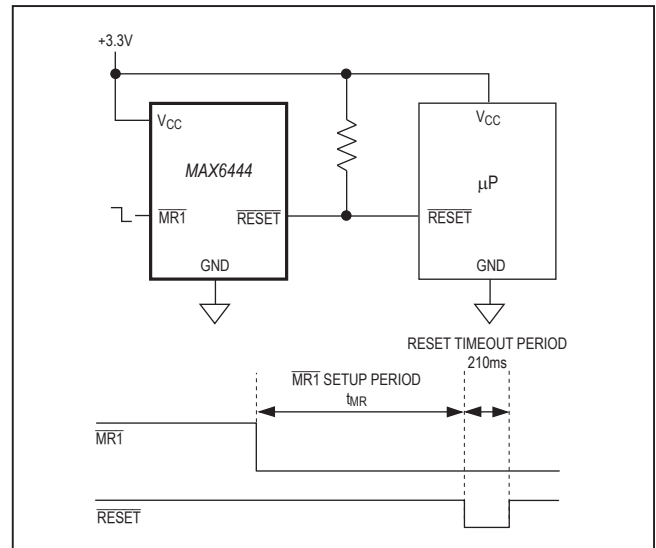 +3.3V
VCC
MAX6444
MR1
RESET
GND
VCC
µP
RESET
GND
RESET TIMEOUT PERIOD
210ms
MR1 SETUP PERIOD
tMR
MR1
RESET